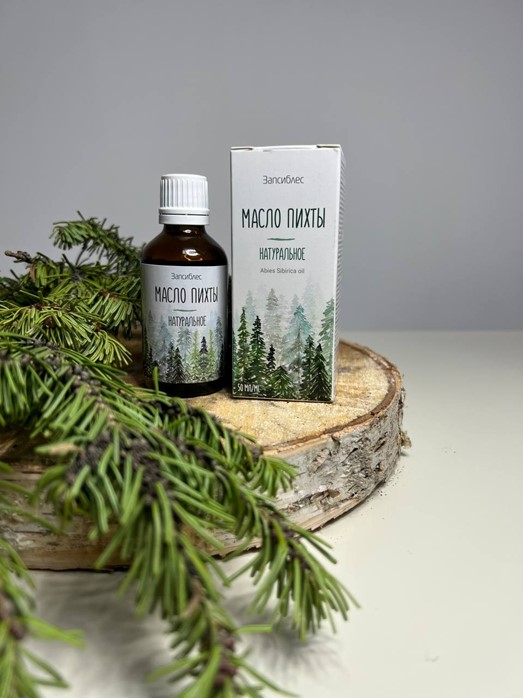 Запсиблес
МАСЛО ПИХТЫ
НАТУРАЛЬНОЕ
Запсиблес
МАСЛО ПИХТЫ
НАТУРАЛЬНОЕ
Abies Sibirica oil
50 МЛ/ML